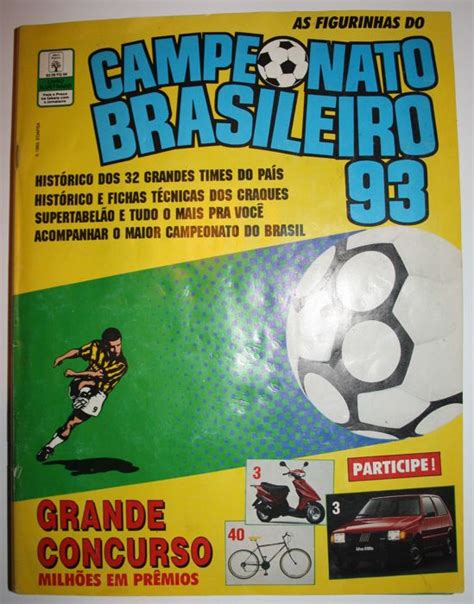 AS FIGURINHAS DO
CAMPEONATO
BRASILEIRO
93
HISTÓRICO DOS 32 GRANDES TIMES DO PAÍS
HISTÓRICO E FICHAS TÉCNICAS DOS CRAQUES
SUPERTABELÃO E TUDO O MAIS PRA VOCÊ
ACOMPANHAR O MAIOR CAMPEONATO DO BRASIL
9
PARTICIPE!
3
3
40
GRANDE
CONCURSO
MILHÕES EM PRÊMIOS